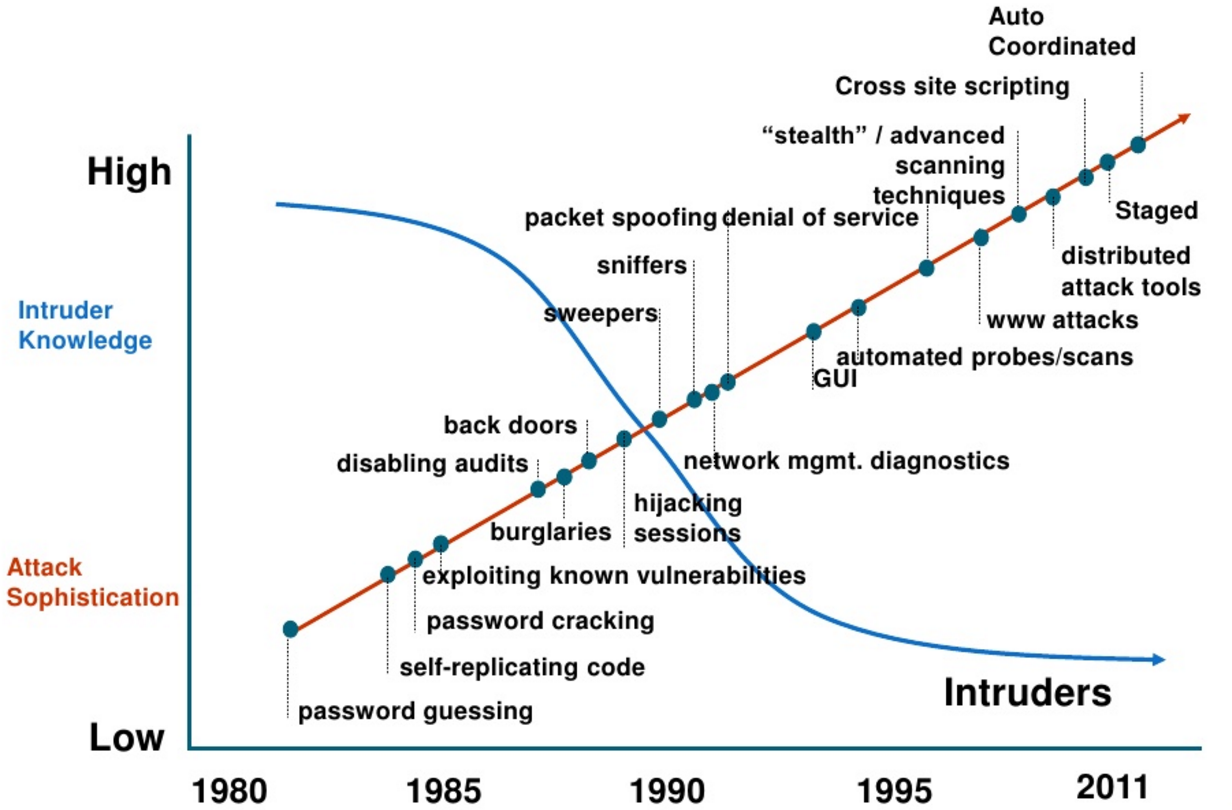 Auto
Coordinated
Cross site scripting
“stealth” / advanced
scanning
techniques
High
packet spoofing denial of service
Staged
sniffers
distributed
attack tools
Intruder
Knowledge
sweepers
www attacks
automated probes/scans
GUI
back doors
disabling audits
network mgmt. diagnostics
hijacking
sessions
burglaries
Attack
Sophistication
exploiting known vulnerabilities
password cracking
self-replicating code
Intruders
password guessing
Low
1980 1985 1990 1995 2011